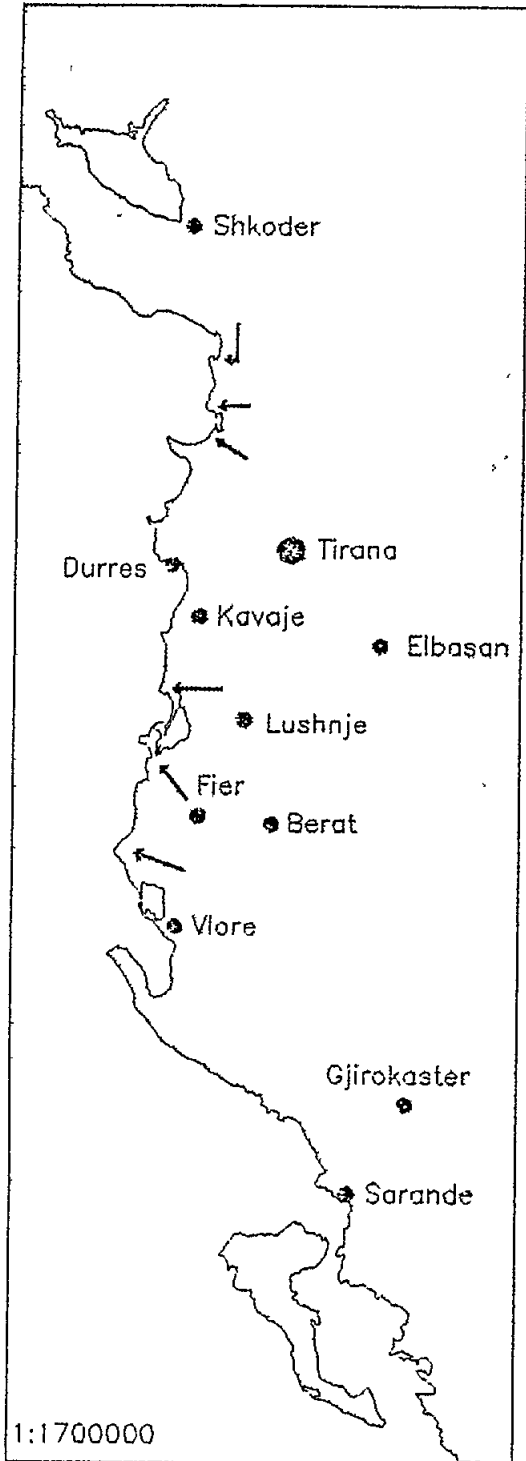 Shkoder
Tirana
Durres
Kavaje
Elbasan
Lushnje
Fier
Berat
Vlore
Gjirokaster
Sarande
1:1700000